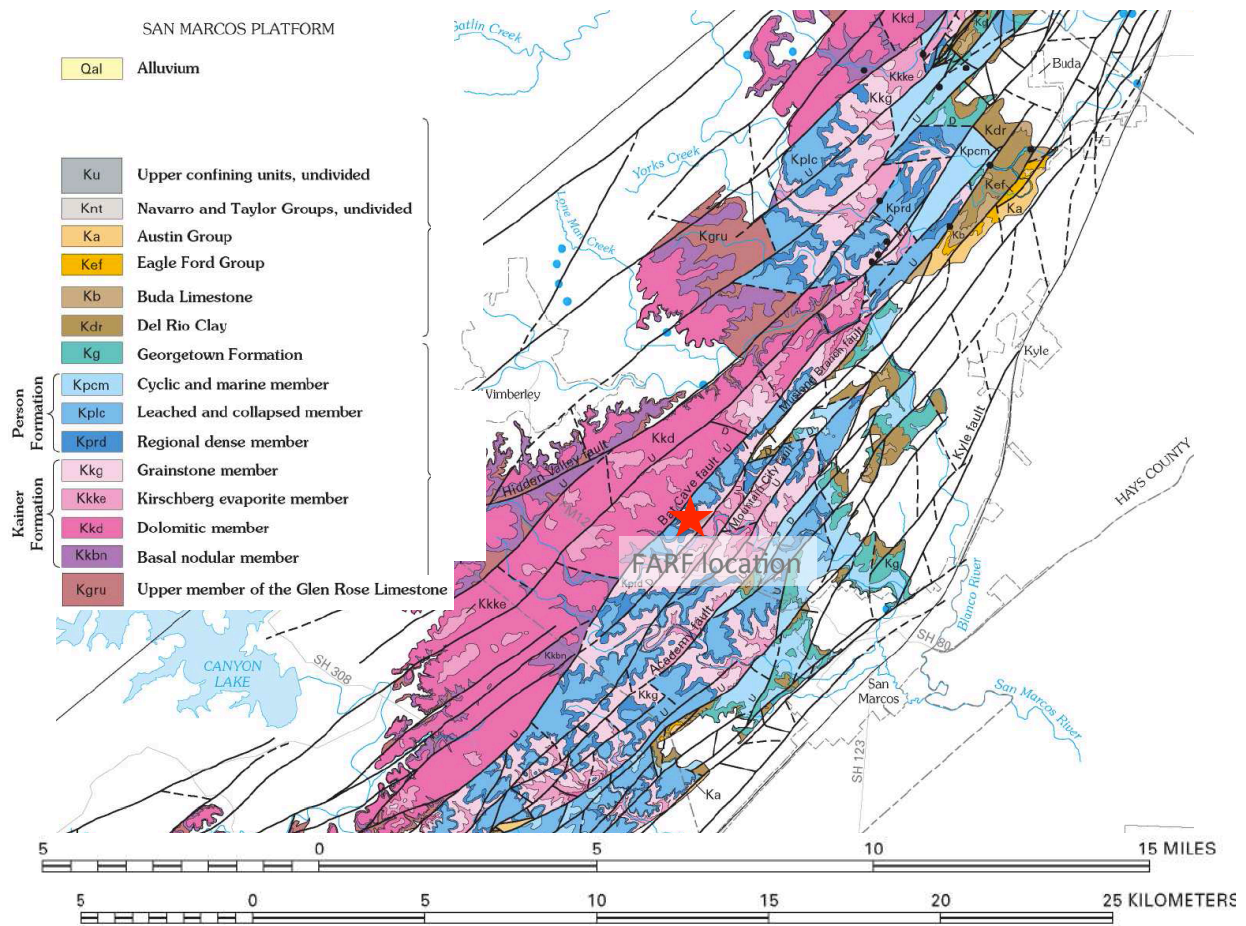 SAN MARCOS PLATFORM
Qal Alluvium
Ku Upper confining units, undivided
Knt Navarro and Taylor Groups, undivided
Ka Austin Group
Kef Eagle Ford Group
Kb Buda Limestone
Kdr Del Rio Clay
Kg Georgetown Formation
Person Formation
Kpcm Cyclic and marine member
Kplc Leached and collapsed member
Kprd Regional dense member
Kainer Formation
Kkg Grainstone member
Kkke Kirschberg evaporite member
Kkd Dolomitic member
Kkbn Basal nodular member
Kgru Upper member of the Glen Rose Limestone
Gatlin Creek
Kkd
Kg
Buda
Kkke
Kkg
U
D
Kdr
Kpcm
Kplc
U
Yorks Creek
Kef
Lone Man Creek
Kprd
Ka
Kb
Kgru
U
U
Mustang Branch fault
Kyle
Vimberley
Kyle fault
Kkd
D
U
Hidden Valley fault
U
Bat Cave fault
Mountain City fault
HAYS COUNTY
D
FARF location
Kprd
Kg
Kkke
Blanco River
Academy fault
SH 80
Kkbn
CANYON
LAKE
SH 308
Kkg
U
San
Marcos
San Marcos River
SH 123
Ka
5 0 5 10 15 MILES
5 0 5 10 15 20 25 KILOMETERS